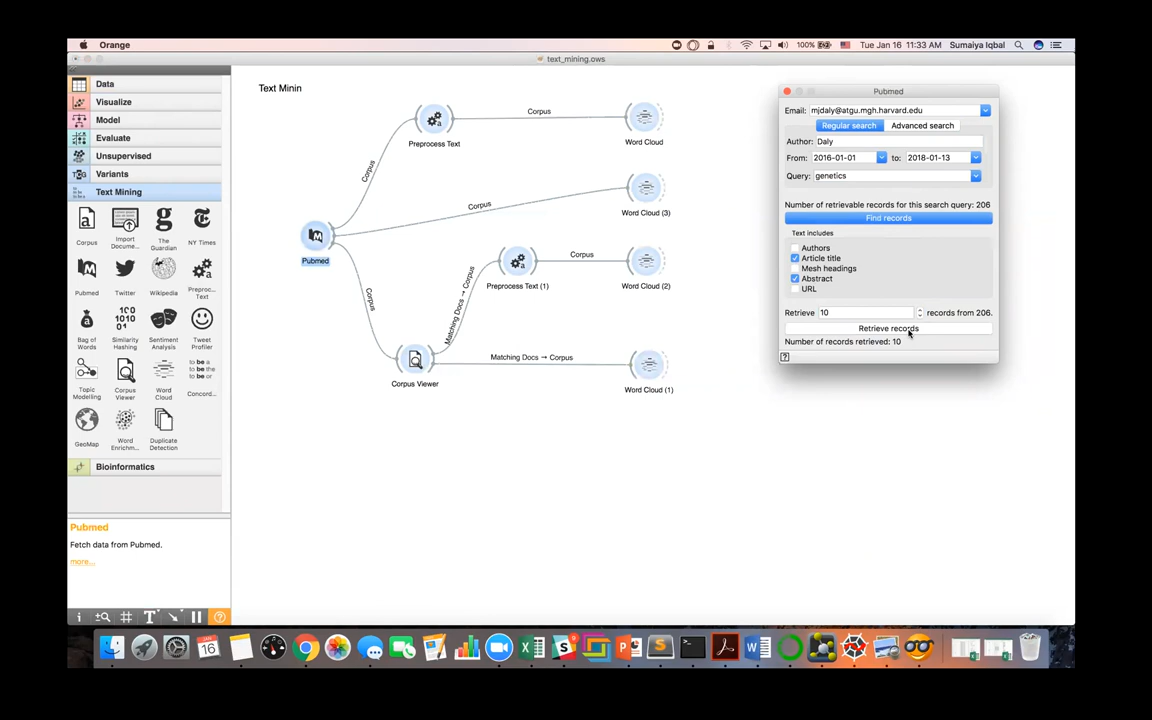 Orange
100%
Tue Jan 16 11:33 AM
Sumaiya Iqbal
text_mining.ows
Data
Visualize
Model
Evaluate
Unsupervised
Variants
Text Mining
Corpus
Import Docume...
The Guardian
NY Times
Pubmed
Twitter
Wikipedia
Preproc... Text
Bag of Words
Similarity Hashing
Sentiment Analysis
Tweet Profiler
Topic Modelling
Corpus Viewer
Word Cloud
Concord...
GeoMap
Word Enrichm...
Duplicate Detection
Bioinformatics
Pubmed
Fetch data from Pubmed.
more...
Text Minin
Corpus
Preprocess Text
Word Cloud
Corpus
Corpus
Word Cloud (3)
Pubmed
Corpus
Preprocess Text (1)
Word Cloud (2)
Corpus
Matching Docs → Corpus
Matching Docs → Corpus
Corpus Viewer
Word Cloud (1)
Pubmed
Email: mjdaly@atgu.mgh.harvard.edu
Regular search Advanced search
Author: Daly
From: 2016-01-01 to: 2018-01-13
Query: genetics
Number of retrievable records for this search query: 206
Find records
Text includes
Authors
Article title
Mesh headings
Abstract
URL
Retrieve 10 records from 206.
Retrieve records
Number of records retrieved: 10
?